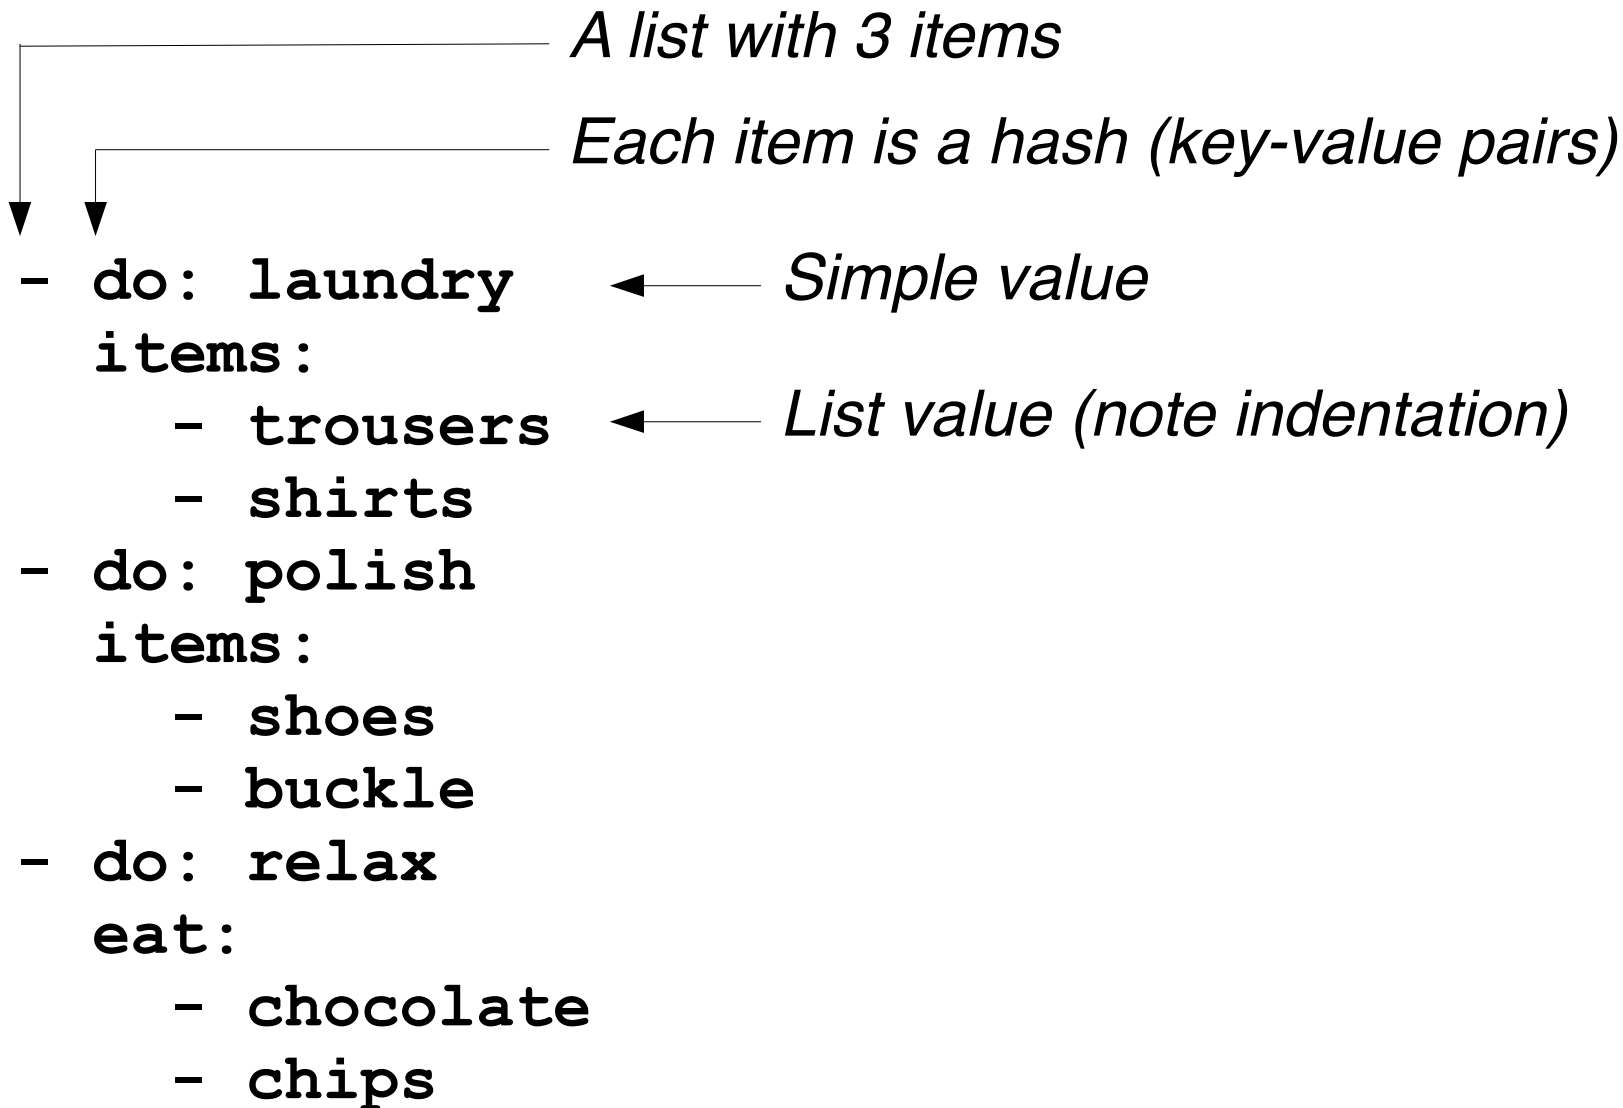 A list with 3 items
Each item is a hash (key-value pairs)
- do: laundry Simple value
items:
- trousers List value (note indentation)
- shirts
- do: polish
items:
- shoes
- buckle
- do: relax
eat:
- chocolate
- chips